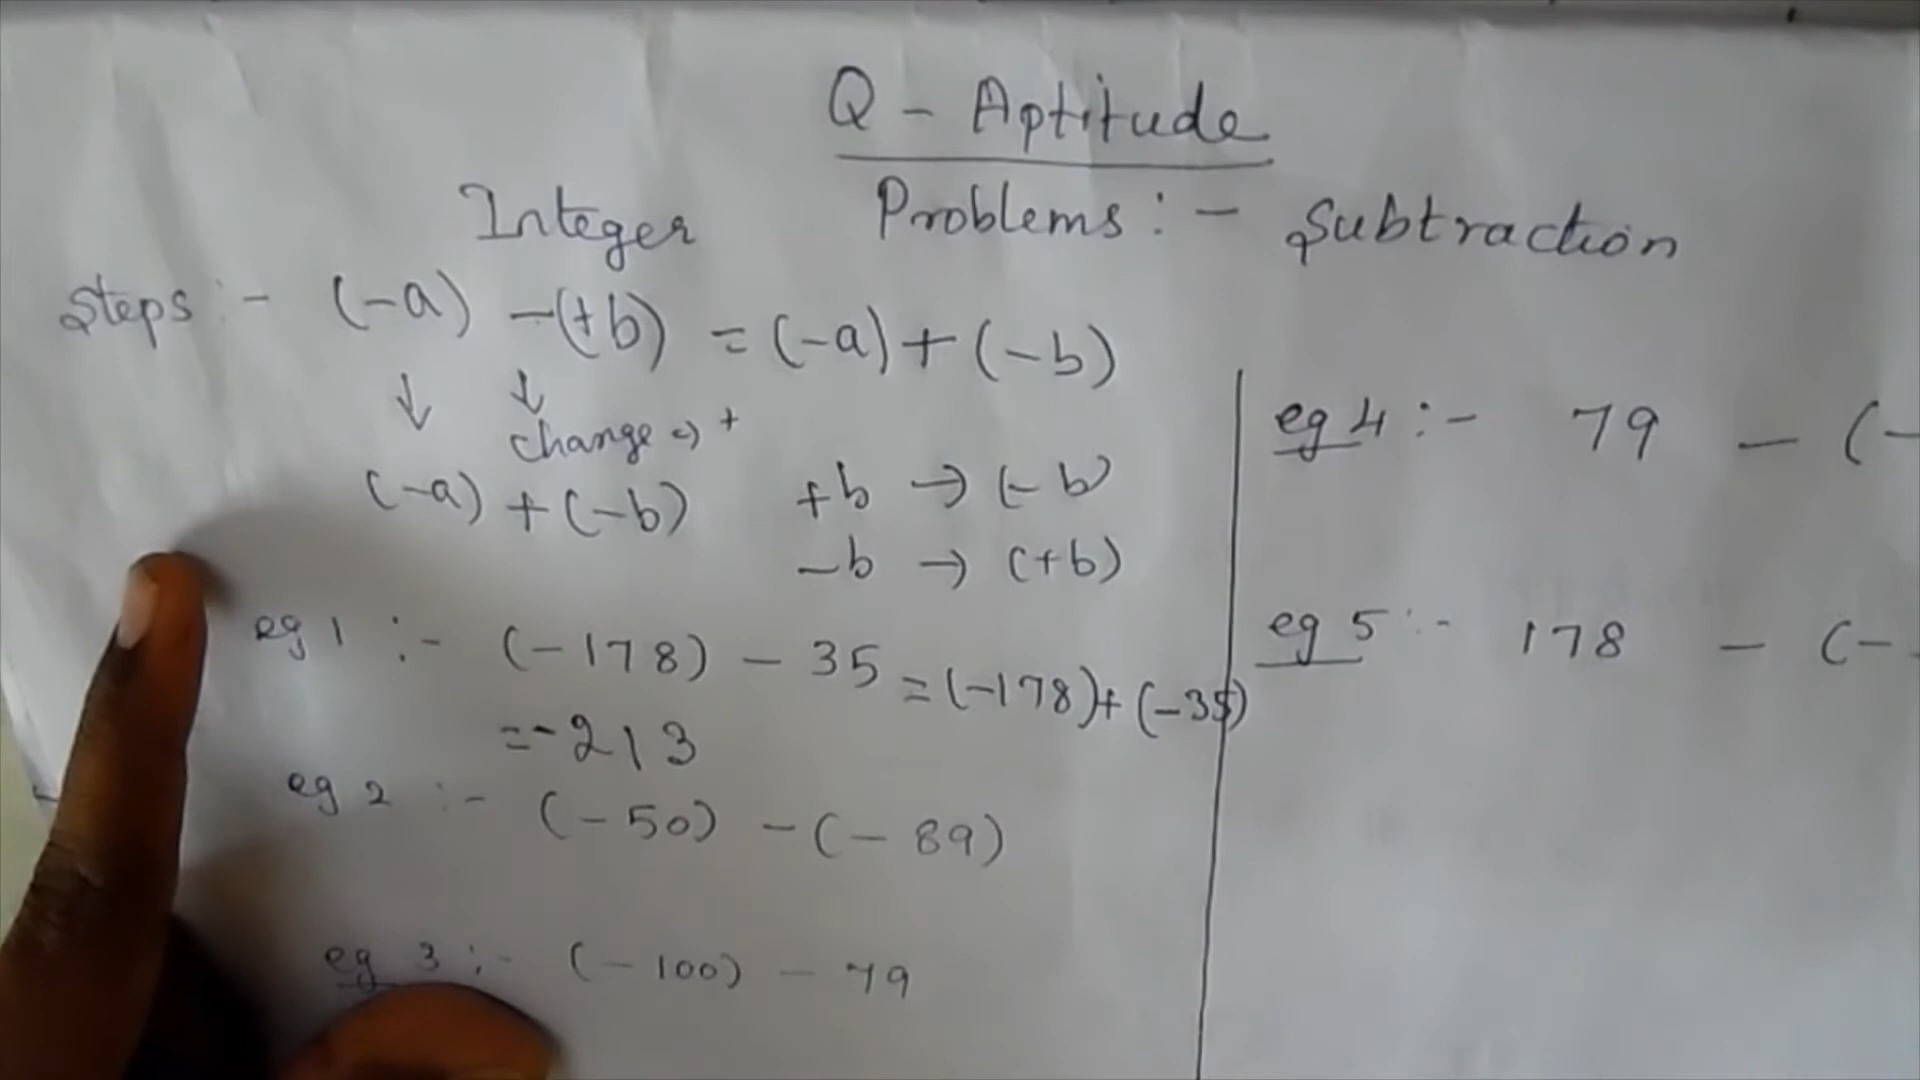 Q - Aptitude
Integer Problems :- Subtraction
Steps :- (-a) -(+b) = (-a) + (-b)
↓ ↓
change => +
(-a) + (-b) +b → (-b)
-b → (+b)
eg 1 :- (-178) - 35 = (-178) + (-35)
= -213
eg 2 :- (-50) - (-89)
eg 3 :- (-100) - 79
eg 4 :- 79 - (-
eg 5 :- 178 - (-